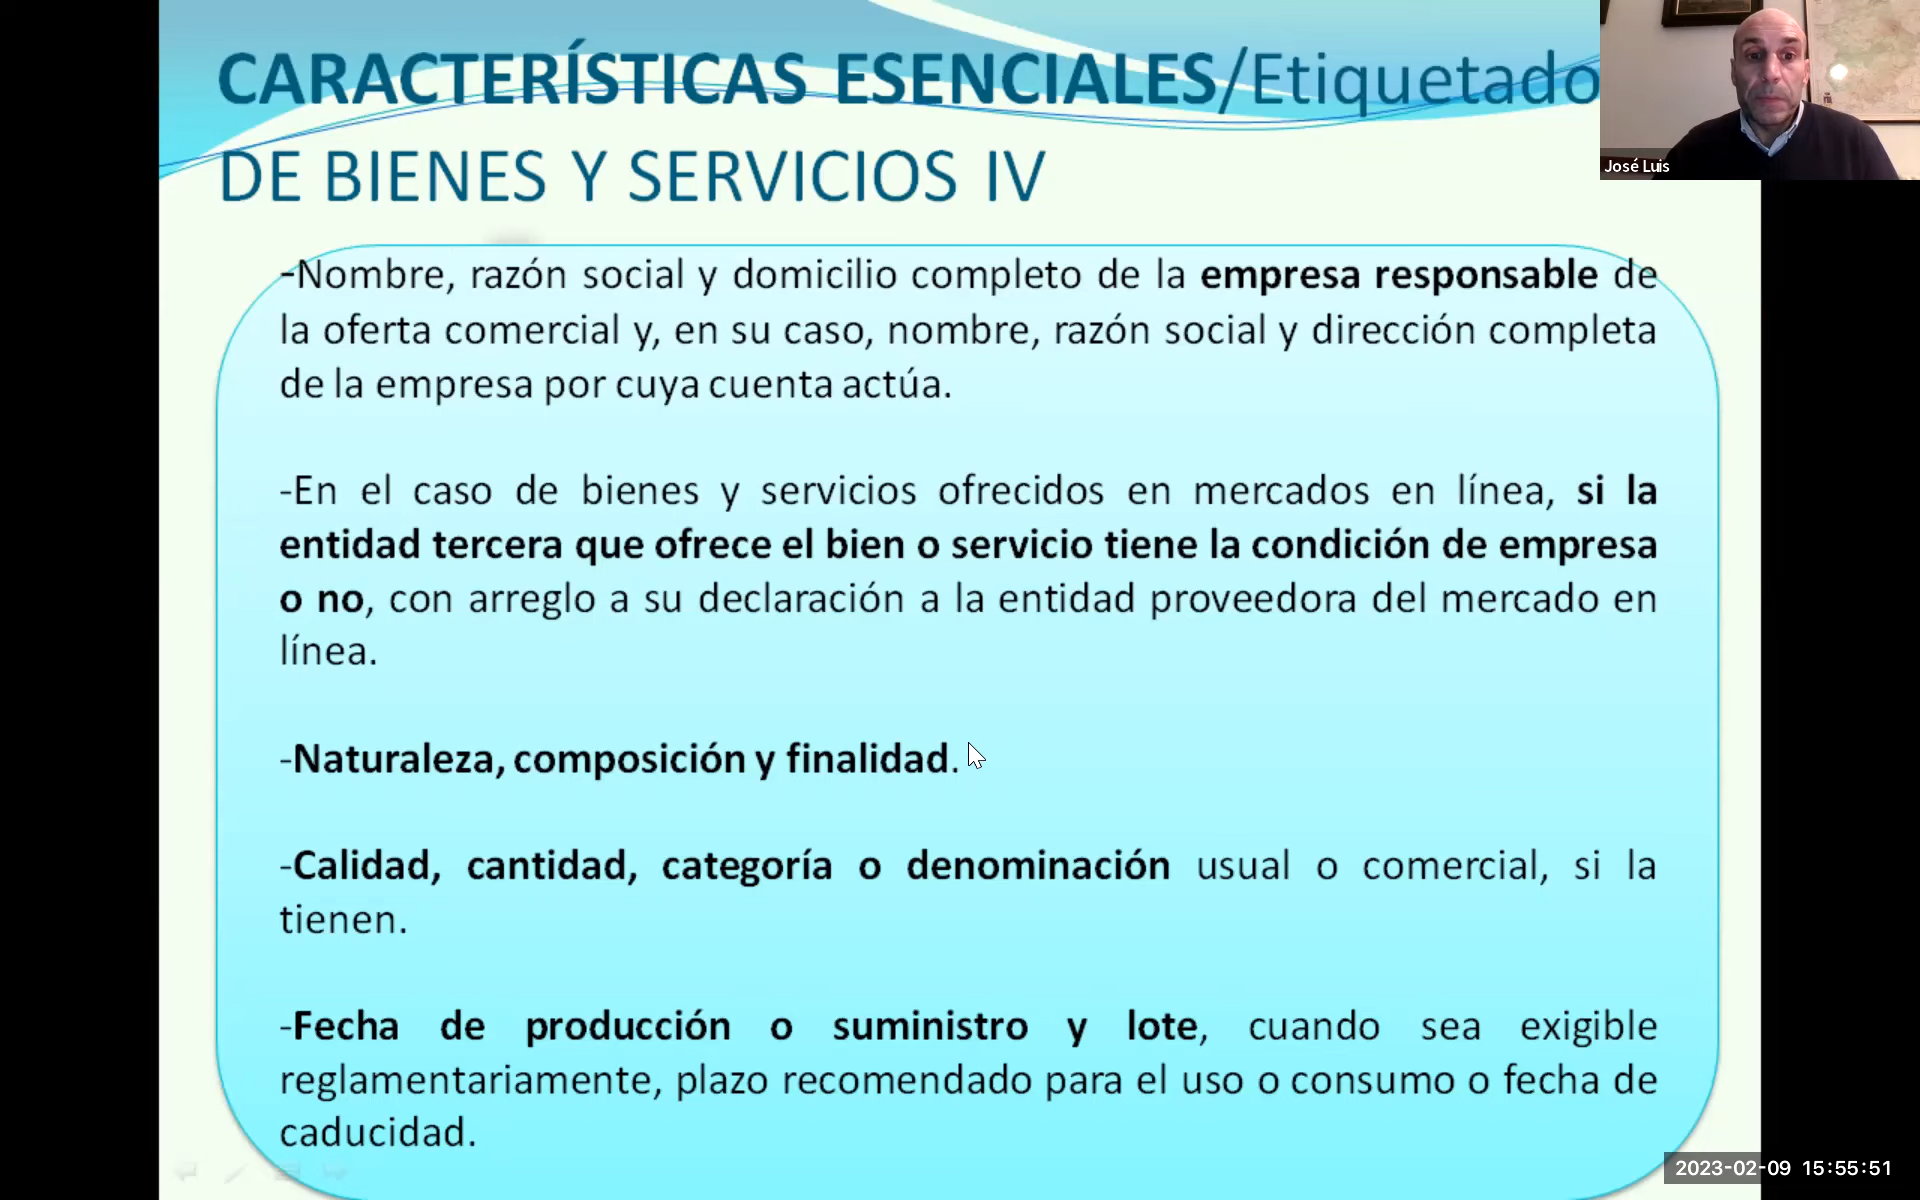 CARACTERÍSTICAS ESENCIALES/Etiquetado
DE BIENES Y SERVICIOS IV
José Luis
-Nombre, razón social y domicilio completo de la empresa responsable de
la oferta comercial y, en su caso, nombre, razón social y dirección completa
de la empresa por cuya cuenta actúa.
-En el caso de bienes y servicios ofrecidos en mercados en línea, si la
entidad tercera que ofrece el bien o servicio tiene la condición de empresa
o no, con arreglo a su declaración a la entidad proveedora del mercado en
línea.
-Naturaleza, composición y finalidad.
-Calidad, cantidad, categoría o denominación usual o comercial, si la
tienen.
-Fecha de producción o suministro y lote, cuando sea exigible
reglamentariamente, plazo recomendado para el uso o consumo o fecha de
caducidad.
2023-02-09 15:55:51